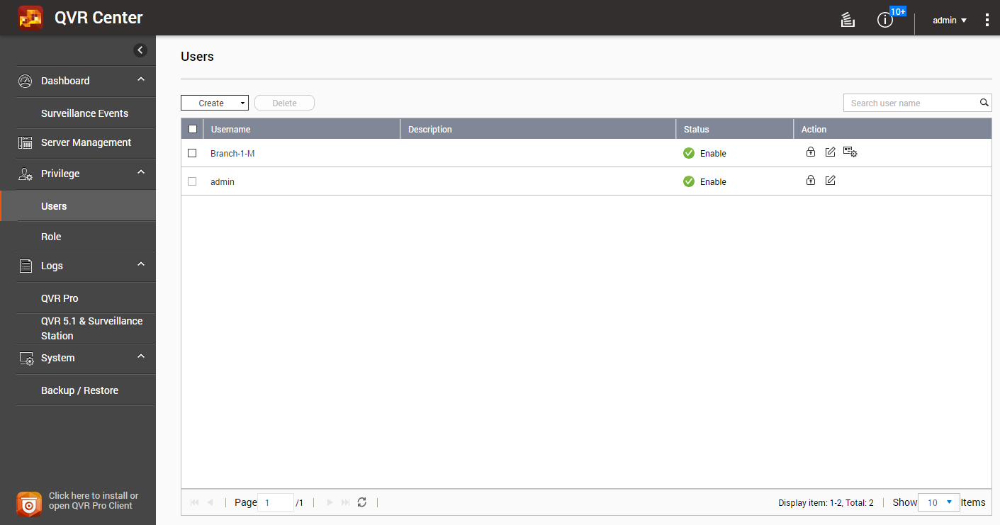 QVR Center
10+
admin
Dashboard
Surveillance Events
Server Management
Privilege
Users
Role
Logs
QVR Pro
QVR 5.1 & Surveillance
Station
System
Backup / Restore
Click here to install or
open QVR Pro Client
Users
Create
Delete
Search user name
Username Description Status Action
Branch-1-M Enable
admin Enable
Page 1 /1 Display item: 1-2, Total: 2 Show 10 Items